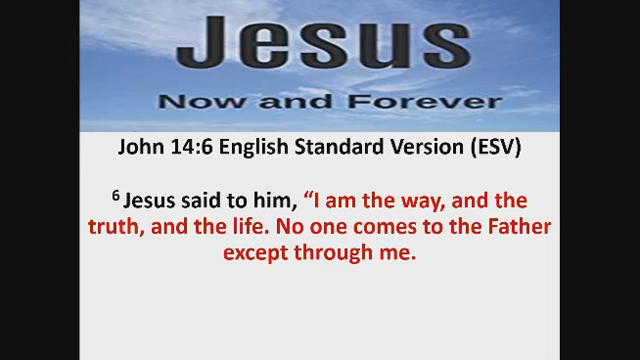 Jesus
Now and Forever
John 14:6 English Standard Version (ESV)
6 Jesus said to him, “I am the way, and the
truth, and the life. No one comes to the Father
except through me.